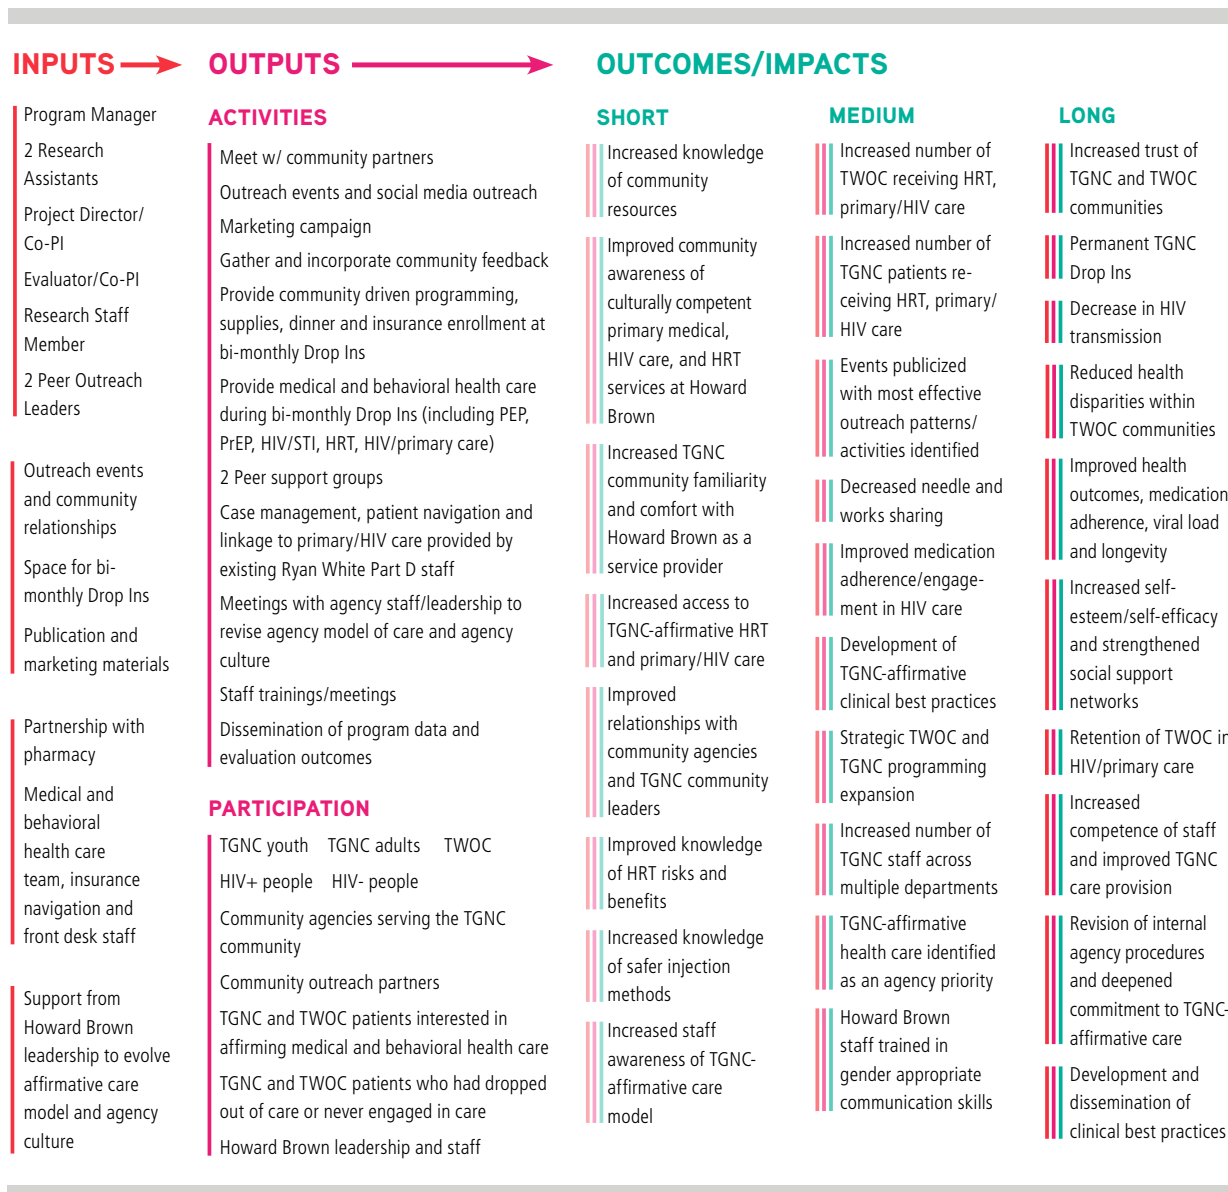 INPUTS
Program Manager
2 Research
Assistants
Project Director/
Co-PI
Evaluator/Co-PI
Research Staff
Member
2 Peer Outreach
Leaders
Outreach events
and community
relationships
Space for bi-
monthly Drop Ins
Publication and
marketing materials
Partnership with
pharmacy
Medical and
behavioral
health care
team, insurance
navigation and
front desk staff
Support from
Howard Brown
leadership to evolve
affirmative care
model and agency
culture
OUTPUTS
ACTIVITIES
Meet w/ community partners
Outreach events and social media outreach
Marketing campaign
Gather and incorporate community feedback
Provide community driven programming,
supplies, dinner and insurance enrollment at
bi-monthly Drop Ins
Provide medical and behavioral health care
during bi-monthly Drop Ins (including PEP,
PrEP, HIV/STI, HRT, HIV/primary care)
2 Peer support groups
Case management, patient navigation and
linkage to primary/HIV care provided by
existing Ryan White Part D staff
Meetings with agency staff/leadership to
revise agency model of care and agency
culture
Staff trainings/meetings
Dissemination of program data and
evaluation outcomes
PARTICIPATION
TGNC youth TGNC adults TWOC
HIV+ people HIV- people
Community agencies serving the TGNC
community
Community outreach partners
TGNC and TWOC patients interested in
affirming medical and behavioral health care
TGNC and TWOC patients who had dropped
out of care or never engaged in care
Howard Brown leadership and staff
OUTCOMES/IMPACTS
SHORT
Increased knowledge
of community
resources
Improved community
awareness of
culturally competent
primary medical,
HIV care, and HRT
services at Howard
Brown
Increased TGNC
community familiarity
and comfort with
Howard Brown as a
service provider
Increased access to
TGNC-affirmative HRT
and primary/HIV care
Improved
relationships with
community agencies
and TGNC community
leaders
Improved knowledge
of HRT risks and
benefits
Increased knowledge
of safer injection
methods
Increased staff
awareness of TGNC-
affirmative care
model
MEDIUM
Increased number of
TWOC receiving HRT,
primary/HIV care
Increased number of
TGNC patients re-
ceiving HRT, primary/
HIV care
Events publicized
with most effective
outreach patterns/
activities identified
Decreased needle and
works sharing
Improved medication
adherence/engage-
ment in HIV care
Development of
TGNC-affirmative
clinical best practices
Strategic TWOC and
TGNC programming
expansion
Increased number of
TGNC staff across
multiple departments
TGNC-affirmative
health care identified
as an agency priority
Howard Brown
staff trained in
gender appropriate
communication skills
LONG
Increased trust of
TGNC and TWOC
communities
Permanent TGNC
Drop Ins
Decrease in HIV
transmission
Reduced health
disparities within
TWOC communities
Improved health
outcomes, medication
adherence, viral load
and longevity
Increased self-
esteem/self-efficacy
and strengthened
social support
networks
Retention of TWOC in
HIV/primary care
Increased
competence of staff
and improved TGNC
care provision
Revision of internal
agency procedures
and deepened
commitment to TGNC-
affirmative care
Development and
dissemination of
clinical best practices